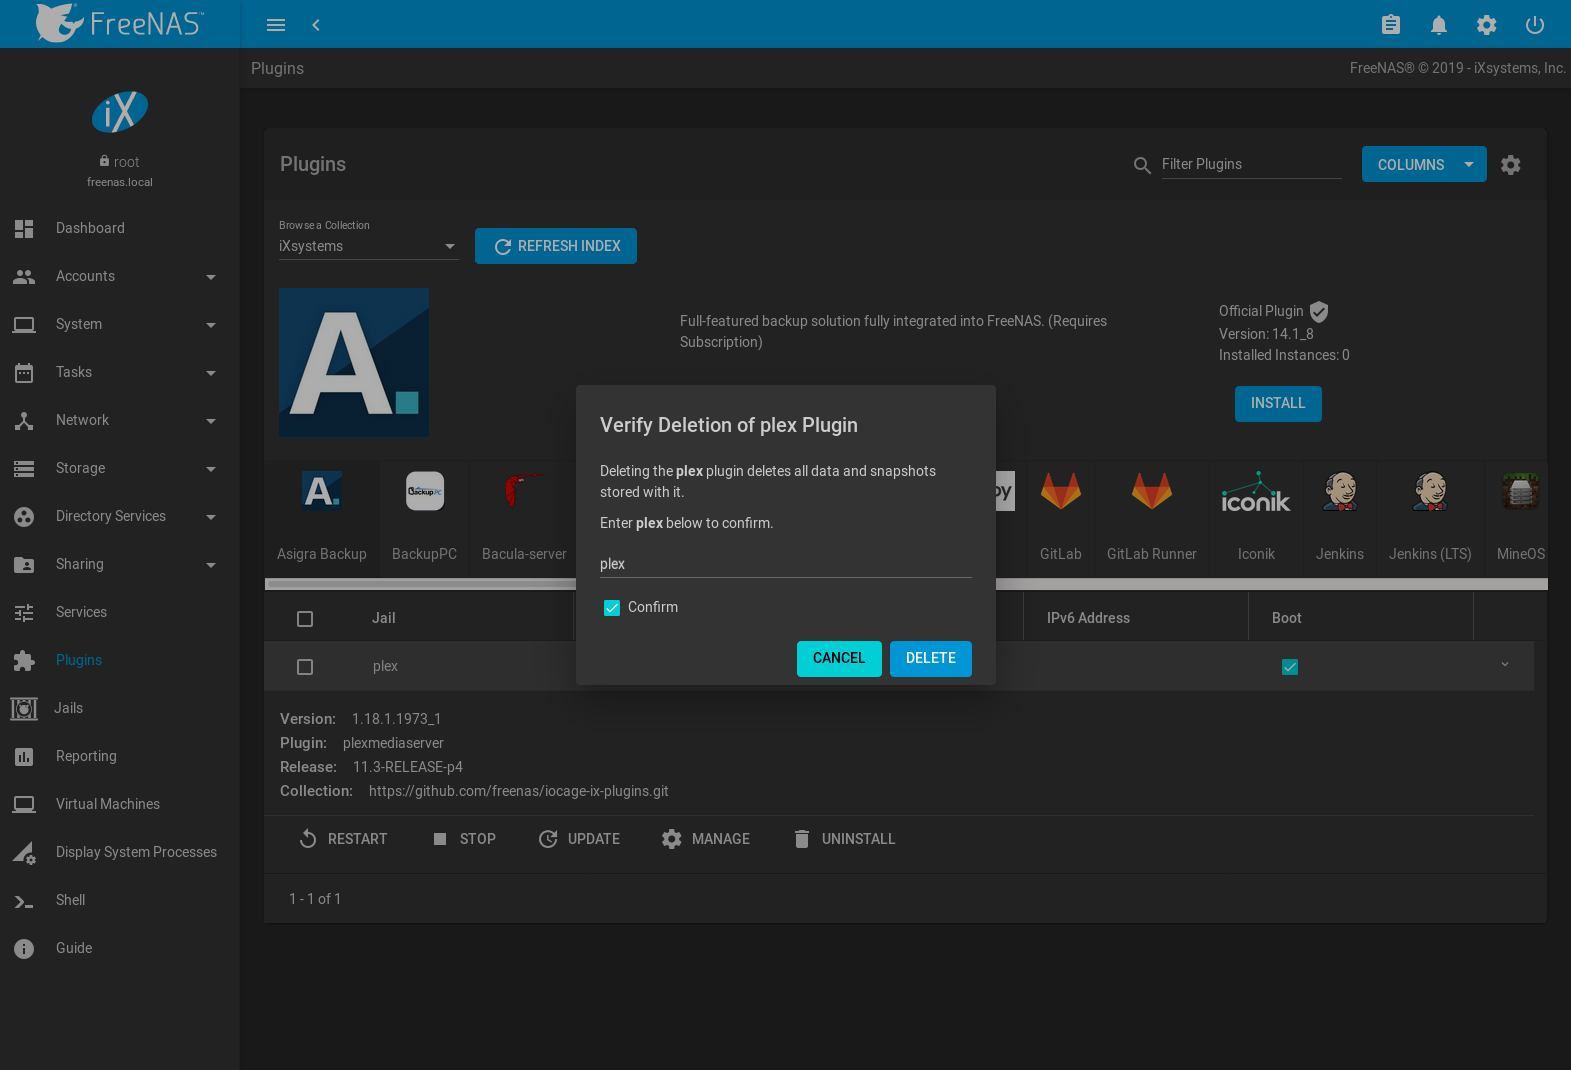 FreeNAS™
Plugins
FreeNAS® © 2019 - iXsystems, Inc.
iX
root
freenas.local
Dashboard
Accounts
System
Tasks
Network
Storage
Directory Services
Sharing
Services
Plugins
Jails
Reporting
Virtual Machines
Display System Processes
Shell
Guide
Plugins
Filter Plugins
COLUMNS
Browse a Collection
iXsystems
REFRESH INDEX
A.
Full-featured backup solution fully integrated into FreeNAS. (Requires
Subscription)
Official Plugin
Version: 14.1_8
Installed Instances: 0
INSTALL
A.
BackupPC
py
iconik
Asigra Backup
BackupPC
Bacula-server
GitLab
GitLab Runner
Iconik
Jenkins
Jenkins (LTS)
MineOS
Verify Deletion of plex Plugin
Deleting the plex plugin deletes all data and snapshots
stored with it.
Enter plex below to confirm.
plex
Confirm
CANCEL
DELETE
Jail
IPv6 Address
Boot
plex
Version: 1.18.1.1973_1
Plugin: plexmediaserver
Release: 11.3-RELEASE-p4
Collection: https://github.com/freenas/iocage-ix-plugins.git
RESTART
STOP
UPDATE
MANAGE
UNINSTALL
1 - 1 of 1